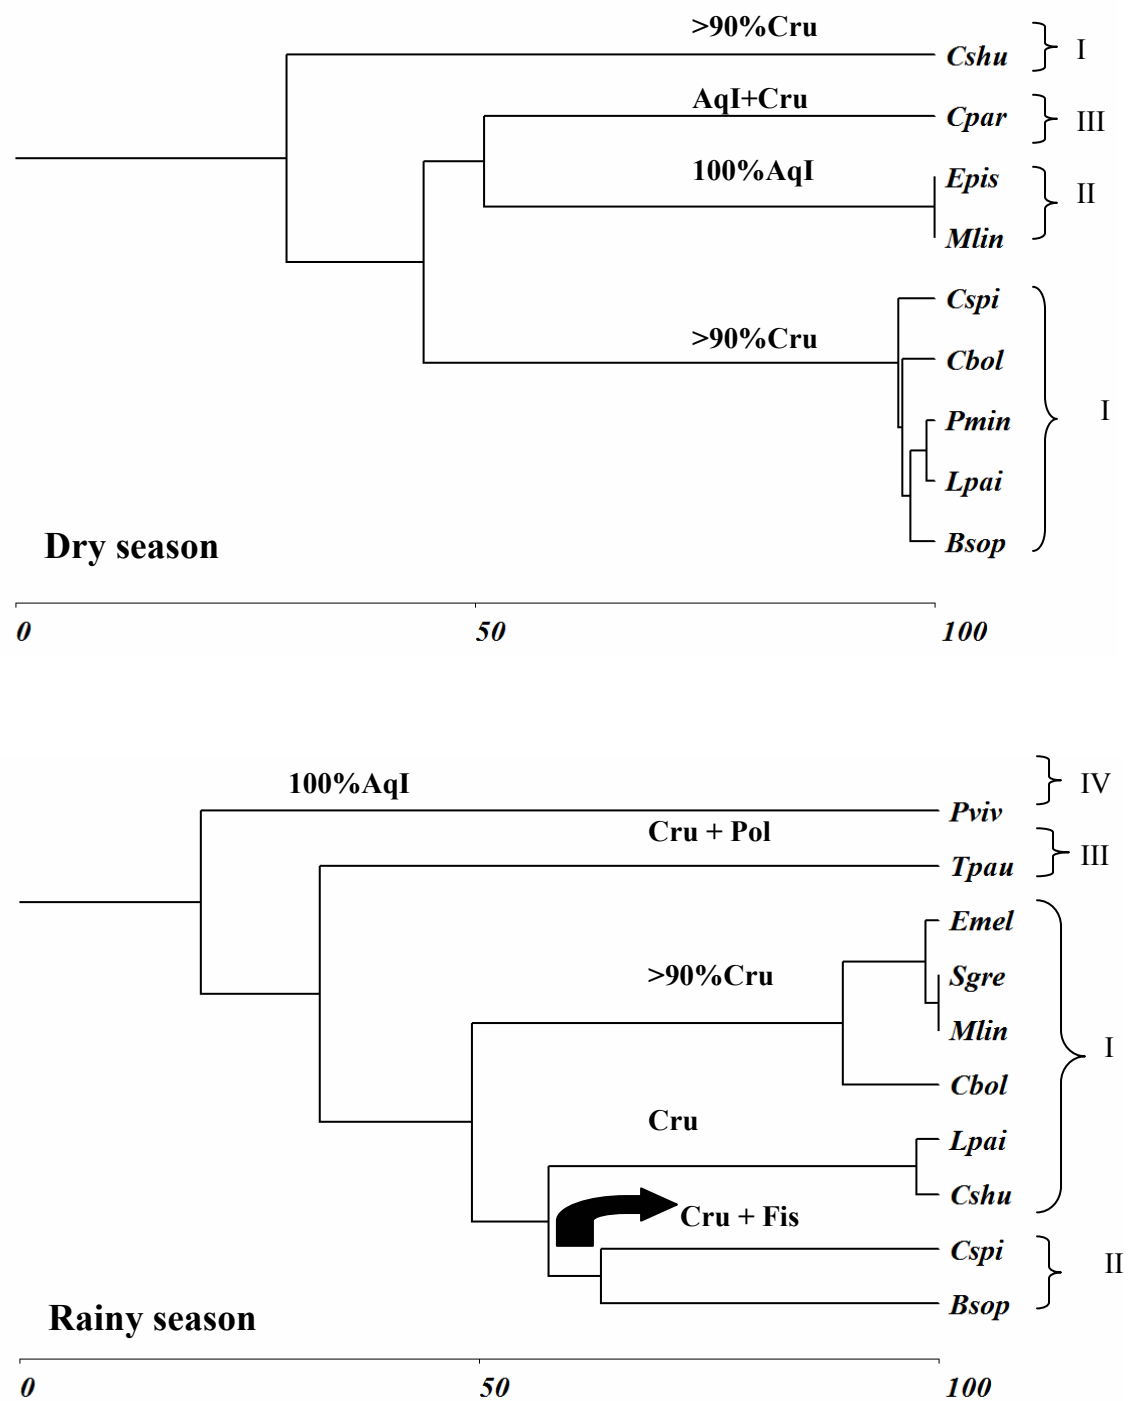 >90%Cru
Cshu
I
AqI+Cru
Cpar
III
100%AqI
Epis
II
Mlin
Cspi
>90%Cru
Cbol
I
Pmin
Lpai
Bsop
Dry season
0 50 100
100%AqI
IV
Pviv
Cru + Pol
III
Tpau
Emel
>90%Cru
Sgre
Mlin
I
Cbol
Cru
Lpai
Cshu
Cru + Fis
Cspi
II
Bsop
Rainy season
0 50 100